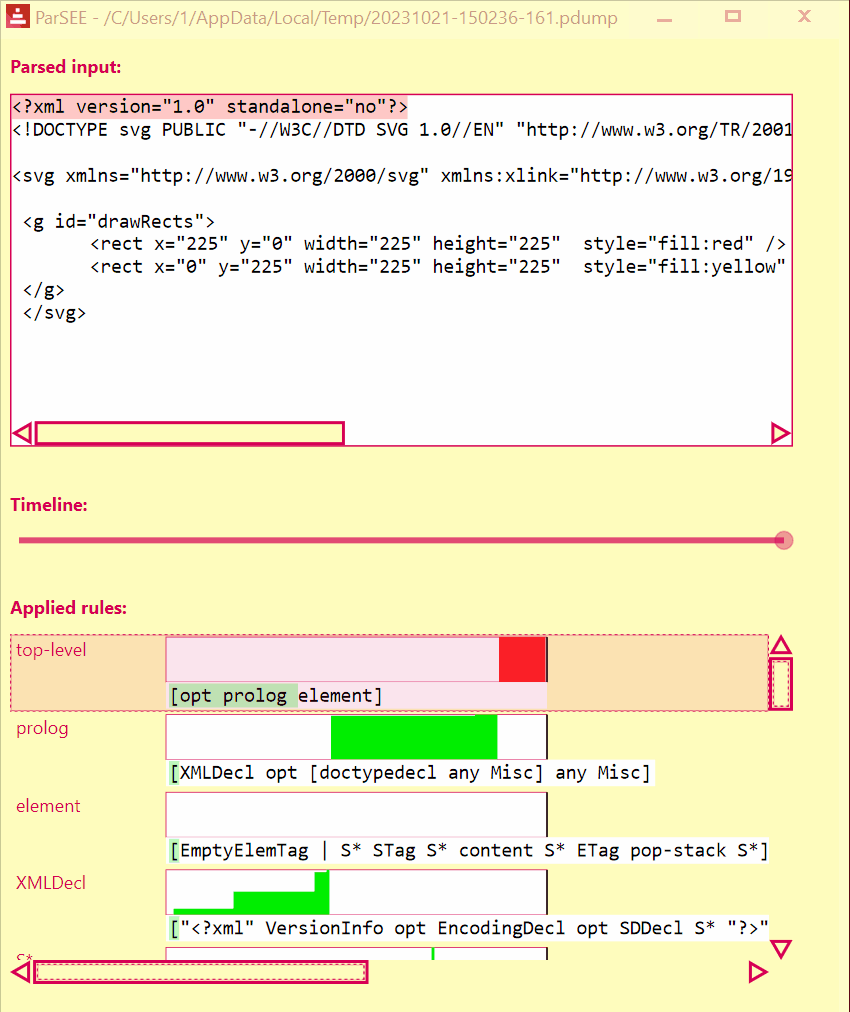 ParSEE - /C/Users/1/AppData/Local/Temp/20231021-150236-161.pdump
Parsed input:
<?xml version="1.0" standalone="no"?>
<!DOCTYPE svg PUBLIC "-//W3C//DTD SVG 1.0//EN" "http://www.w3.org/TR/2001
<svg xmlns="http://www.w3.org/2000/svg" xmlns:xlink="http://www.w3.org/19
<g id="drawRects">
<rect x="225" y="0" width="225" height="225"  style="fill:red" />
<rect x="0" y="225" width="225" height="225"  style="fill:yellow"
</g>
</svg>
Timeline:
Applied rules:
top-level
[opt prolog element]
prolog
[XMLDecl opt [doctypedecl any Misc] any Misc]
element
[EmptyElemTag | S* STag S* content S* ETag pop-stack S*]
XMLDecl
["<?xml" VersionInfo opt EncodingDecl opt SDDecl S* "?>"
S*